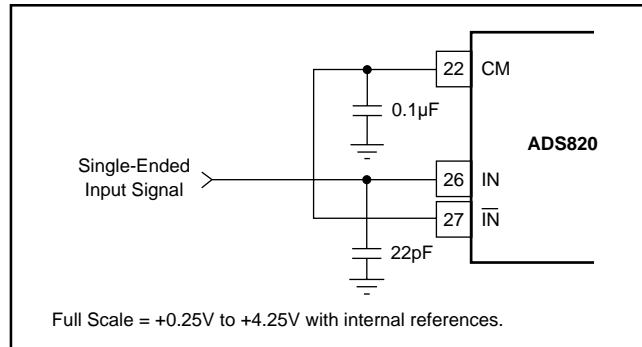 22 CM
0.1µF
ADS820
Single-Ended
Input Signal
26 IN
27 I̅N̅
22pF
Full Scale = +0.25V to +4.25V with internal references.